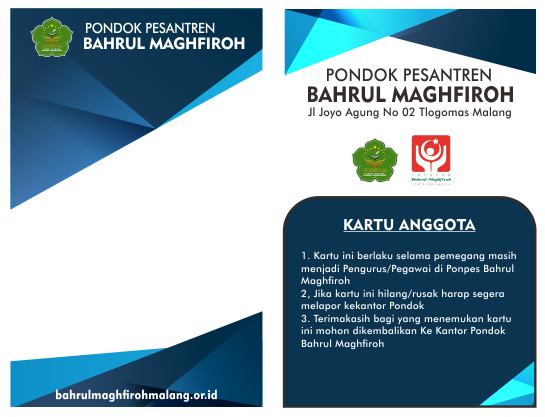 PONDOK PESANTREN
BAHRUL MAGHFIROH
barulmaghfirohmalang.or.id
PONDOK PESANTREN
BAHRUL MAGHFIROH
Jl Joyo Agung No 02 Tlogomas Malang
Bahrul Maghfiroh
KARTU ANGGOTA
1. Kartu ini berlaku selama pemegang masih
menjadi Pengurus/Pegawai di Ponpes Bahrul
Maghfiroh
2, Jika kartu ini hilang/rusak harap segera
melapor kekantor Pondok
3. Terimakasih bagi yang menemukan kartu
ini mohon dikembalikan Ke Kantor Pondok
Bahrul Maghfiroh